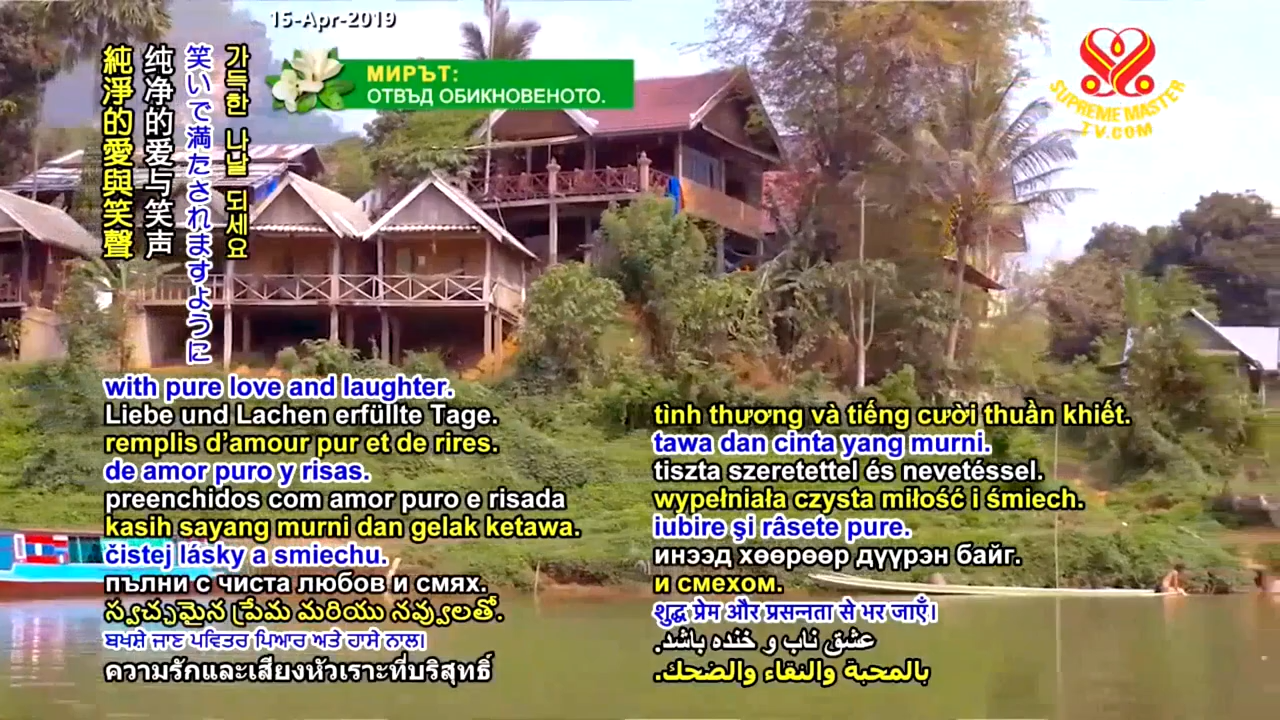 15-Apr-2019
МИРЪТ:
ОТВЪД ОБИКНОВЕНОТО.
SUPREME MASTER
TV.COM
純淨的愛與笑聲
纯净的爱与笑声
笑いで満たされますように
가득한 나날 되세요
with pure love and laughter.
Liebe und Lachen erfüllte Tage.
remplis d’amour pur et de rires.
de amor puro y risas.
preenchidos com amor puro e risada
kasih sayang murni dan gelak ketawa.
čistej lásky a smiechu.
пълни с чиста любов и смях.
స్వచ్ఛమైన ప్రేమ మరియు నవ్వులతో.
ਬਖਸ਼ੇ ਜਾਣ ਪਵਿਤਰ ਪਿਆਰ ਅਤੇ ਹਾਸੇ ਨਾਲ।
ความรักและเสียงหัวเราะที่บริสุทธิ์
tình thương và tiếng cười thuần khiết.
tawa dan cinta yang murni.
tiszta szeretettel és nevetéssel.
wypełniała czysta miłość i śmiech.
iubire şi râsete pure.
инээд хөөрөөр дүүрэн байг.
и смехом.
शुद्ध प्रेम और प्रसन्नता से भर जाएँ।
عشق ناب و خنده باشد.
بالمحبة والنقاء والضحك.